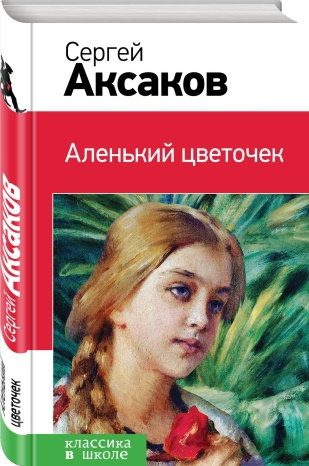 Сергей
Аксаков
Аленький цветочек
классика
в школе
Сергей Аксаков
цветочек